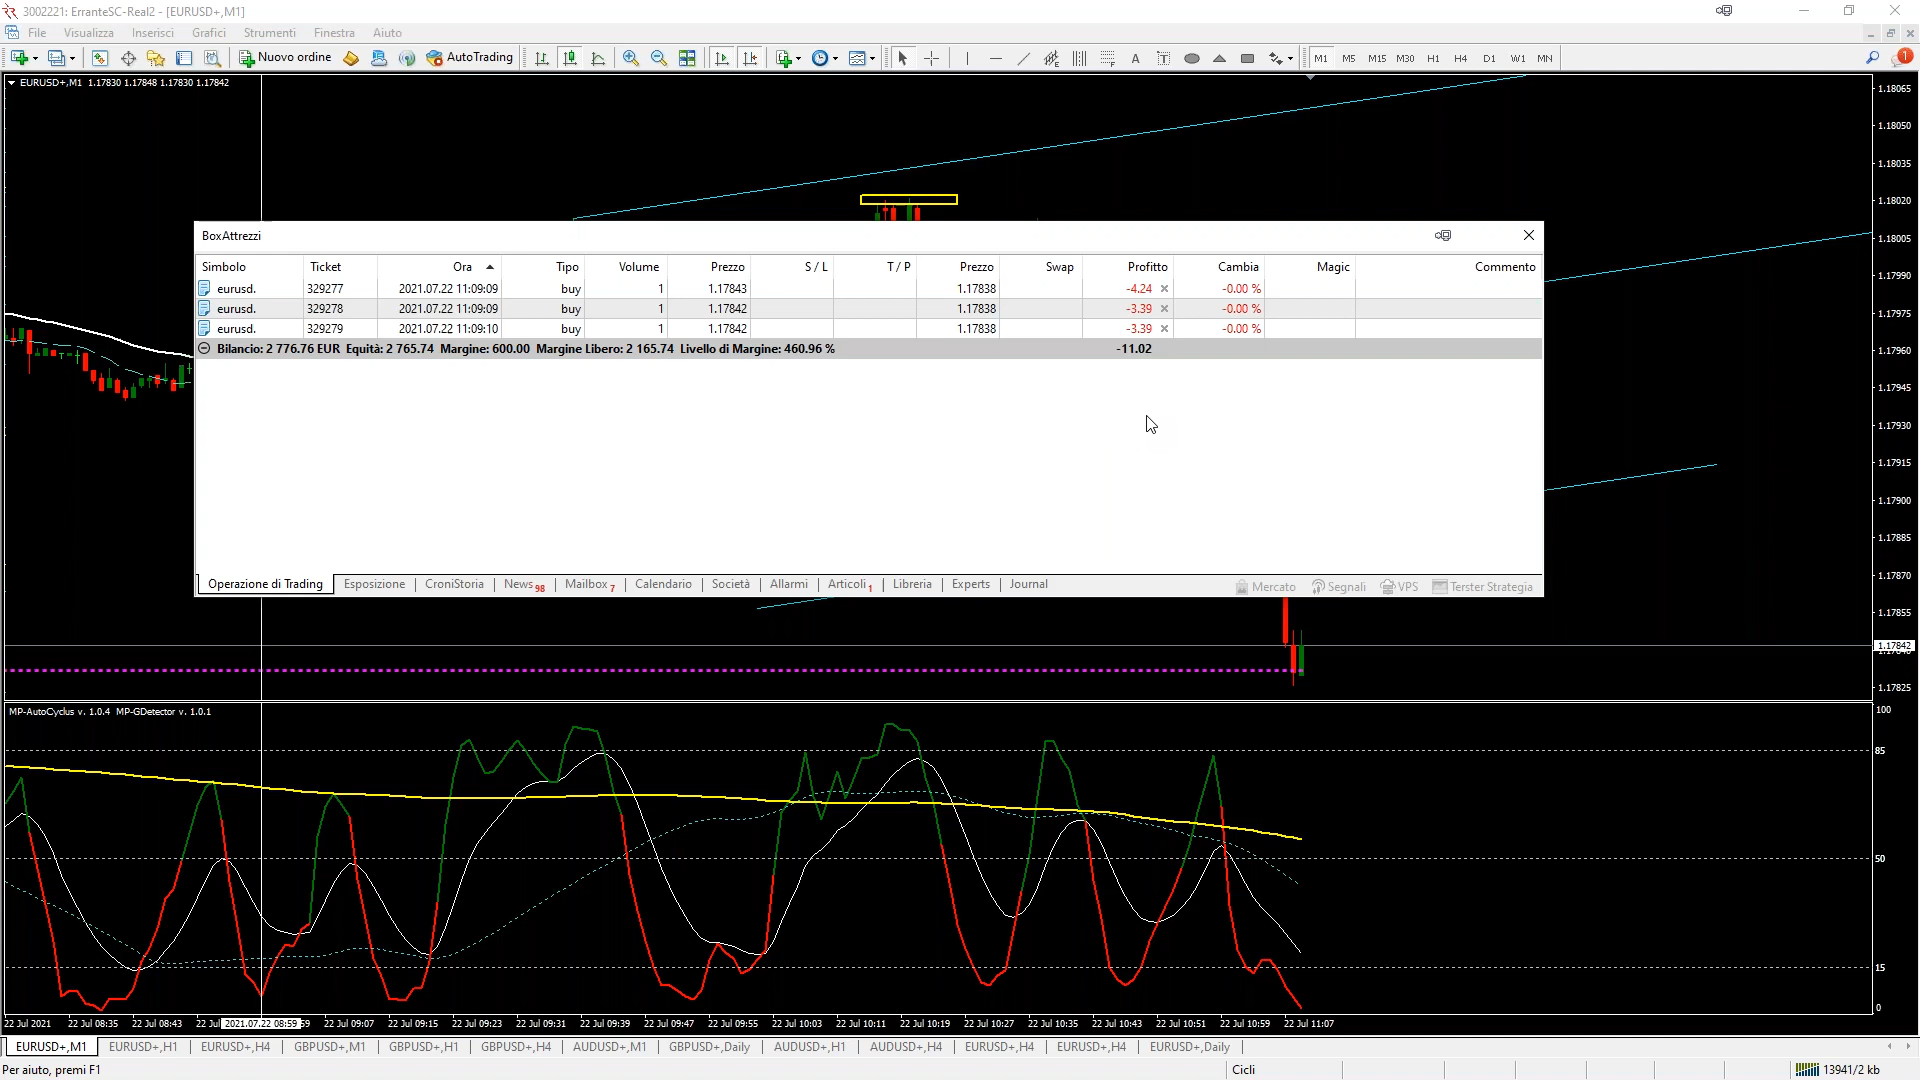 3002221: ErranteSC-Real2 - [EURUSD+,M1]
File Visualizza Inserisci Grafici Strumenti Finestra Aiuto
Nuovo ordine AutoTrading A T M1 M5 M15 M30 H1 H4 D1 W1 MN 1
EURUSD+,M1 1.17830 1.17848 1.17830 1.17842
1.18065
1.18050
1.18035
1.18020
1.18005
1.17990
1.17975
1.17960
1.17945
1.17930
1.17915
1.17900
1.17885
1.17870
1.17855
1.17842
1.17825
BoxAttrezzi
Simbolo Ticket Ora Tipo Volume Prezzo S / L T / P Prezzo Swap Profitto Cambia Magic Commento
eurusd. 329277 2021.07.22 11:09:09 buy 1 1.17843 1.17838 -4.24 -0.00 %
eurusd. 329278 2021.07.22 11:09:09 buy 1 1.17842 1.17838 -3.39 -0.00 %
eurusd. 329279 2021.07.22 11:09:10 buy 1 1.17842 1.17838 -3.39 -0.00 %
Bilancio: 2 776.76 EUR Equità: 2 765.74 Margine: 600.00 Margine Libero: 2 165.74 Livello di Margine: 460.96 % -11.02
Operazione di Trading Esposizione CroniStoria News 98 Mailbox 7 Calendario Società Allarmi Articoli 1 Libreria Experts Journal Mercato Segnali VPS Terster Strategia
MP-AutoCyclus v. 1.0.4 MP-GDetector v. 1.0.1
100
85
50
15
0
22 Jul 2021 22 Jul 08:35 22 Jul 08:43 22 Jul 2021.07.22 08:59 59 22 Jul 09:07 22 Jul 09:15 22 Jul 09:23 22 Jul 09:31 22 Jul 09:39 22 Jul 09:47 22 Jul 09:55 22 Jul 10:03 22 Jul 10:11 22 Jul 10:19 22 Jul 10:27 22 Jul 10:35 22 Jul 10:43 22 Jul 10:51 22 Jul 10:59 22 Jul 11:07
EURUSD+,M1 EURUSD+,H1 EURUSD+,H4 GBPUSD+,M1 GBPUSD+,H1 GBPUSD+,H4 AUDUSD+,M1 GBPUSD+,Daily AUDUSD+,H1 AUDUSD+,H4 EURUSD+,H4 EURUSD+,H4 EURUSD+,Daily
Per aiuto, premi F1 Cicli 13941/2 kb